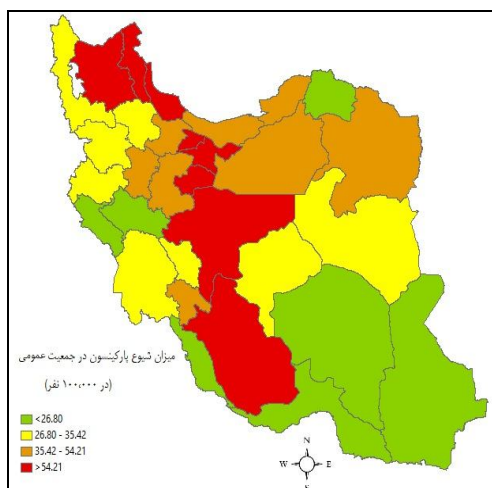 میزان شیوع پارکینسون در جمعیت عمومی
(در ۱۰۰،۰۰۰ نفر)
<26.80
26.80 - 35.42
35.42 - 54.21
>54.21
N
W E
S